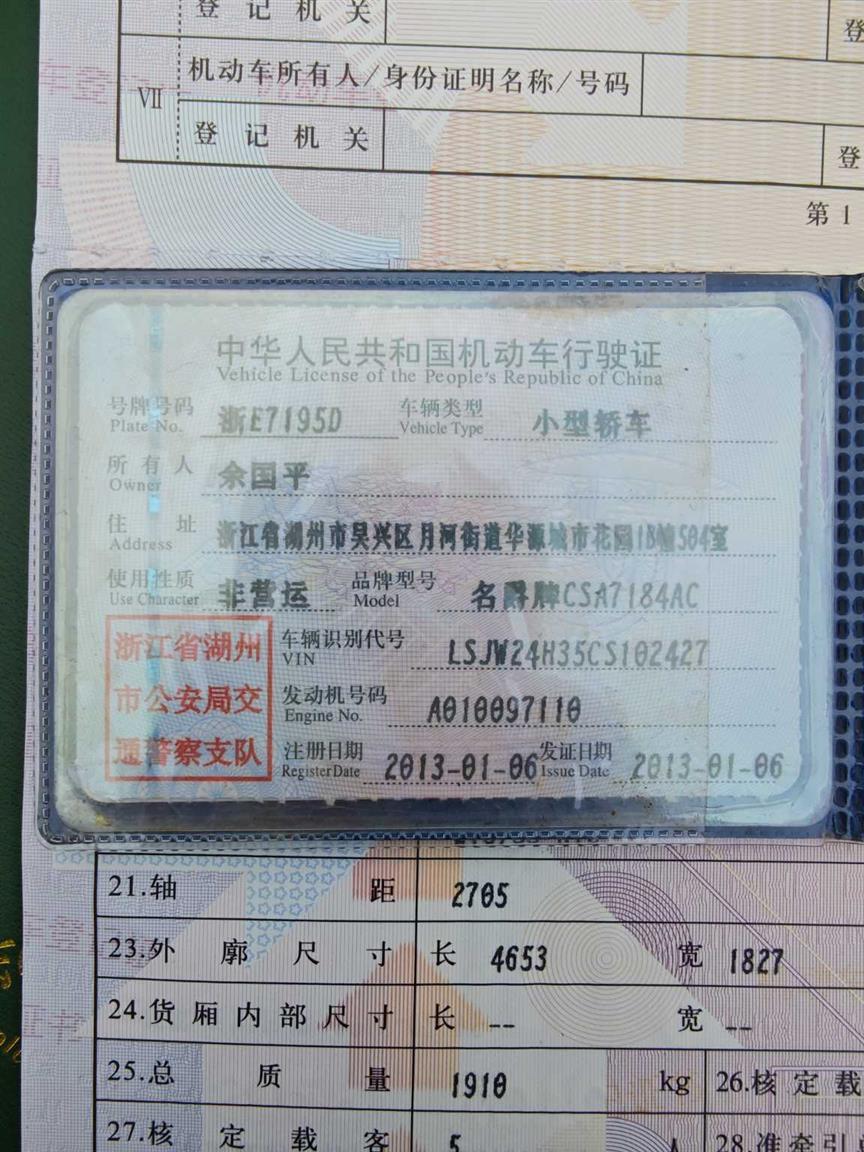 登记机关
登
VII
机动车所有人/身份证明名称/号码
登记机关
登
第1
中华人民共和国机动车行驶证
Vehicle License of the People's Republic of China
号牌号码 浙E7195D 车辆类型 小型轿车
Plate No. Vehicle Type
所有人 余国平
Owner
住址 浙江省湖州市吴兴区月河街道华源城市花园18幢504室
Address
使用性质 非营运 品牌型号 名爵牌CSA7184AC
Use Character Model
浙江省湖州
市公安局交
通警察支队
车辆识别代号 LSJW24H35CS102427
VIN
发动机号码 A010097110
Engine No.
注册日期 2013-01-06 发证日期 2013-01-06
Register Date Issue Date
21.轴距 2705
23.外廓尺寸 长 4653 宽 1827
24.货厢内部尺寸 长 -- 宽 --
25.总质量 1910 kg 26.核定载
27.核定载客 5 人 28.准牵引